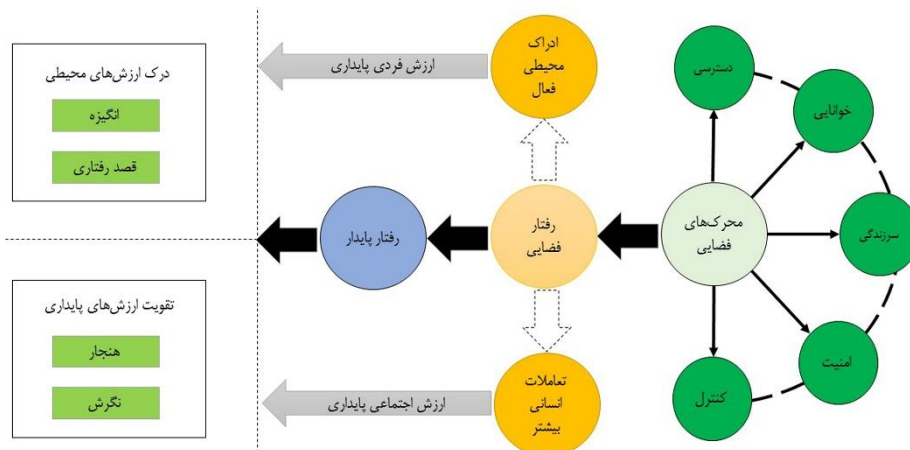 دسترسی
خوانایی
سرزندگی
امنیت
کنترل
محرک‌های
فضایی
ادراک
محیطی
فعال
رفتار
فضایی
تعاملات
انسانی
بیشتر
رفتار پایدار
ارزش فردی پایداری
ارزش اجتماعی پایداری
درک ارزش‌های محیطی
انگیزه
قصد رفتاری
تقویت ارزش‌های پایداری
هنجار
نگرش